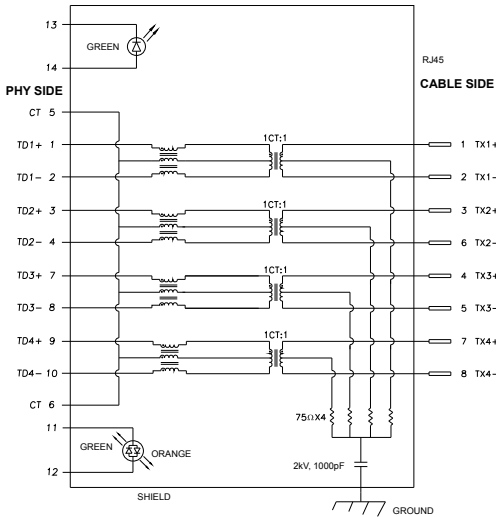 13
GREEN
14
RJ45
PHY SIDE
CABLE SIDE
CT 5
1CT:1
TD1+ 1
1 TX1+
TD1- 2
2 TX1-
1CT:1
TD2+ 3
3 TX2+
TD2- 4
6 TX2-
1CT:1
TD3+ 7
4 TX3+
TD3- 8
5 TX3-
1CT:1
TD4+ 9
7 TX4+
TD4- 10
8 TX4-
CT 6
75ΩX4
11
GREEN
ORANGE
12
2kV, 1000pF
SHIELD
GROUND